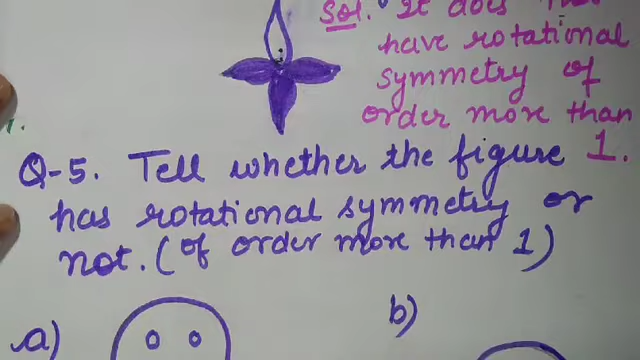 Sol. It does
have rotational
symmetry of
order more than
1.
Q-5. Tell whether the figure
has rotational symmetry or
not. (of order more than 1)
a)
b)